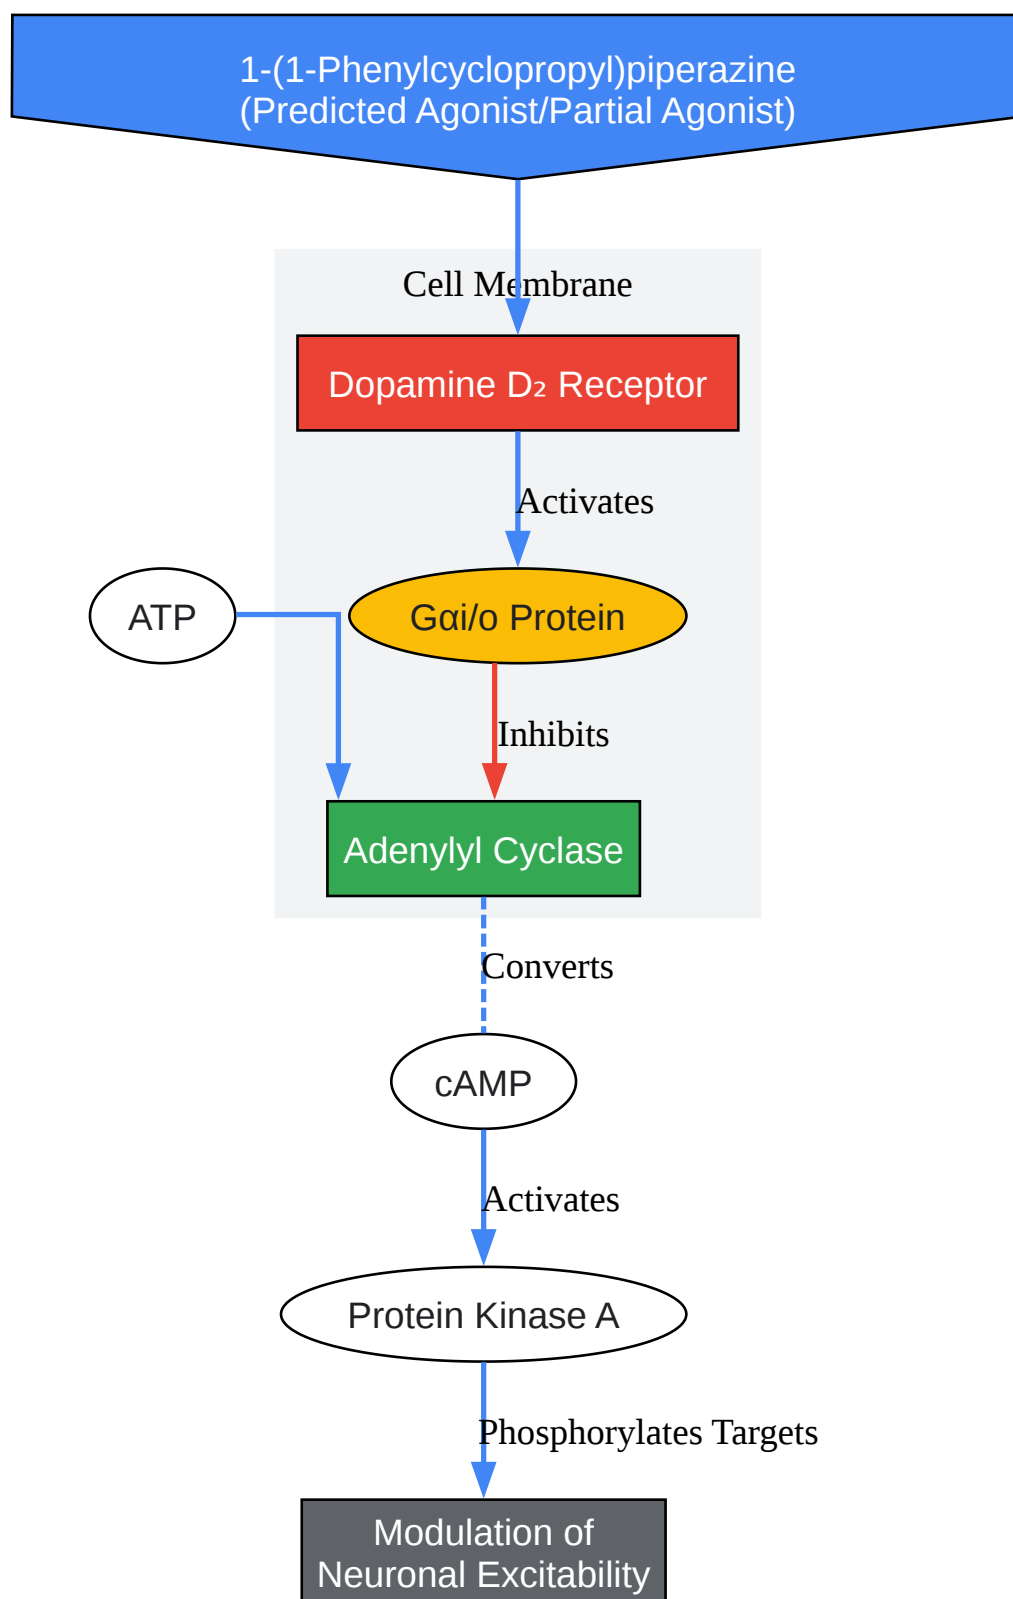 1-(1-Phenylcyclopropyl)piperazine
(Predicted Agonist/Partial Agonist)
Cell Membrane
Dopamine D₂ Receptor
Activates
ATP
Gαi/o Protein
Inhibits
Adenylyl Cyclase
Converts
cAMP
Activates
Protein Kinase A
Phosphorylates Targets
Modulation of
Neuronal Excitability